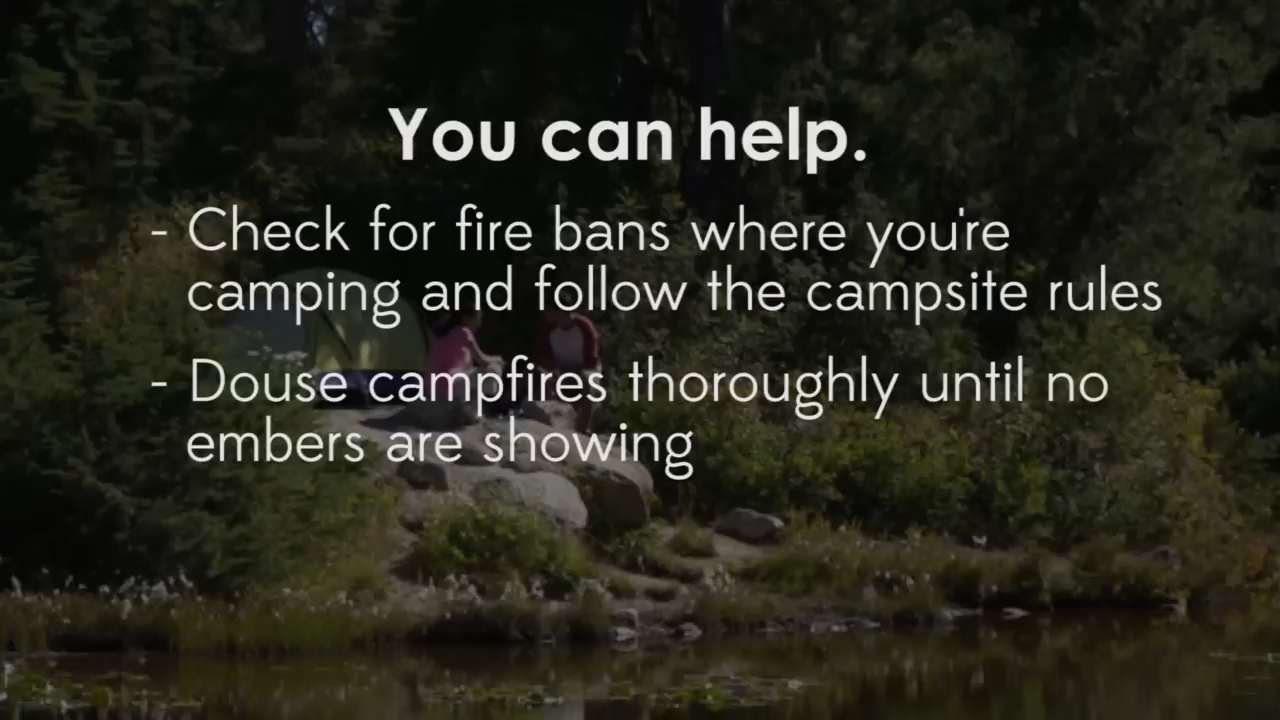 You can help.
- Check for fire bans where you're
camping and follow the campsite rules
- Douse campfires thoroughly until no
embers are showing